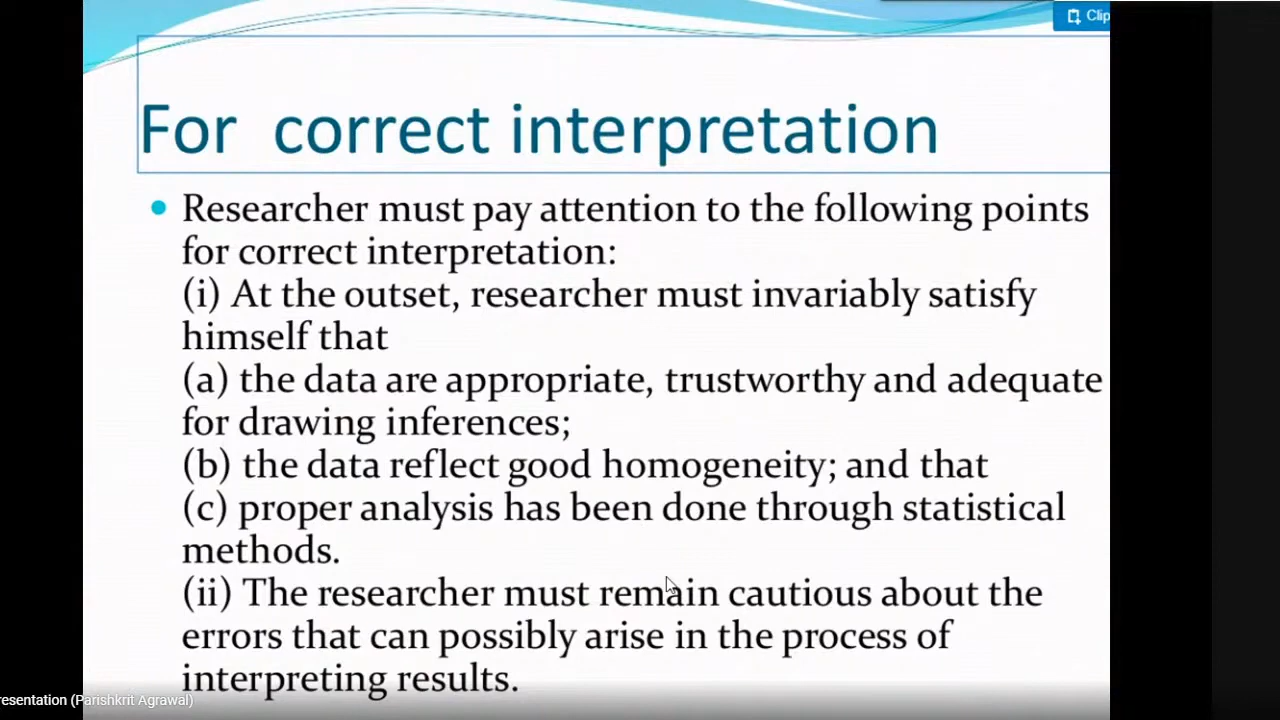 Clip
For correct interpretation
Researcher must pay attention to the following points
for correct interpretation:
(i) At the outset, researcher must invariably satisfy
himself that
(a) the data are appropriate, trustworthy and adequate
for drawing inferences;
(b) the data reflect good homogeneity; and that
(c) proper analysis has been done through statistical
methods.
(ii) The researcher must remain cautious about the
errors that can possibly arise in the process of
interpreting results.
resentation (Parishkrit Agrawal)